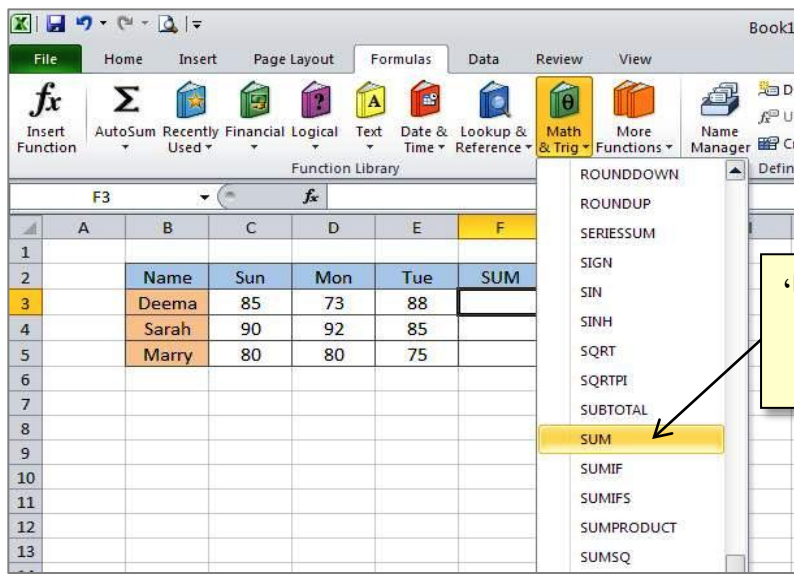 Book1
File Home Insert Page Layout Formulas Data Review View
fx Σ ? A θ
Insert Function AutoSum Recently Used Financial Logical Text Date & Time Lookup & Reference Math & Trig More Functions Name Manager
Function Library Defin
F3 fx
A B C D E F
1
2 Name Sun Mon Tue SUM
3 Deema 85 73 88
4 Sarah 90 92 85
5 Marry 80 80 75
6
7
8
9
10
11
12
13
ROUNDDOWN
ROUNDUP
SERIESSUM
SIGN
SIN
SINH
SQRT
SQRTPI
SUBTOTAL
SUM
SUMIF
SUMIFS
SUMPRODUCT
SUMSQ